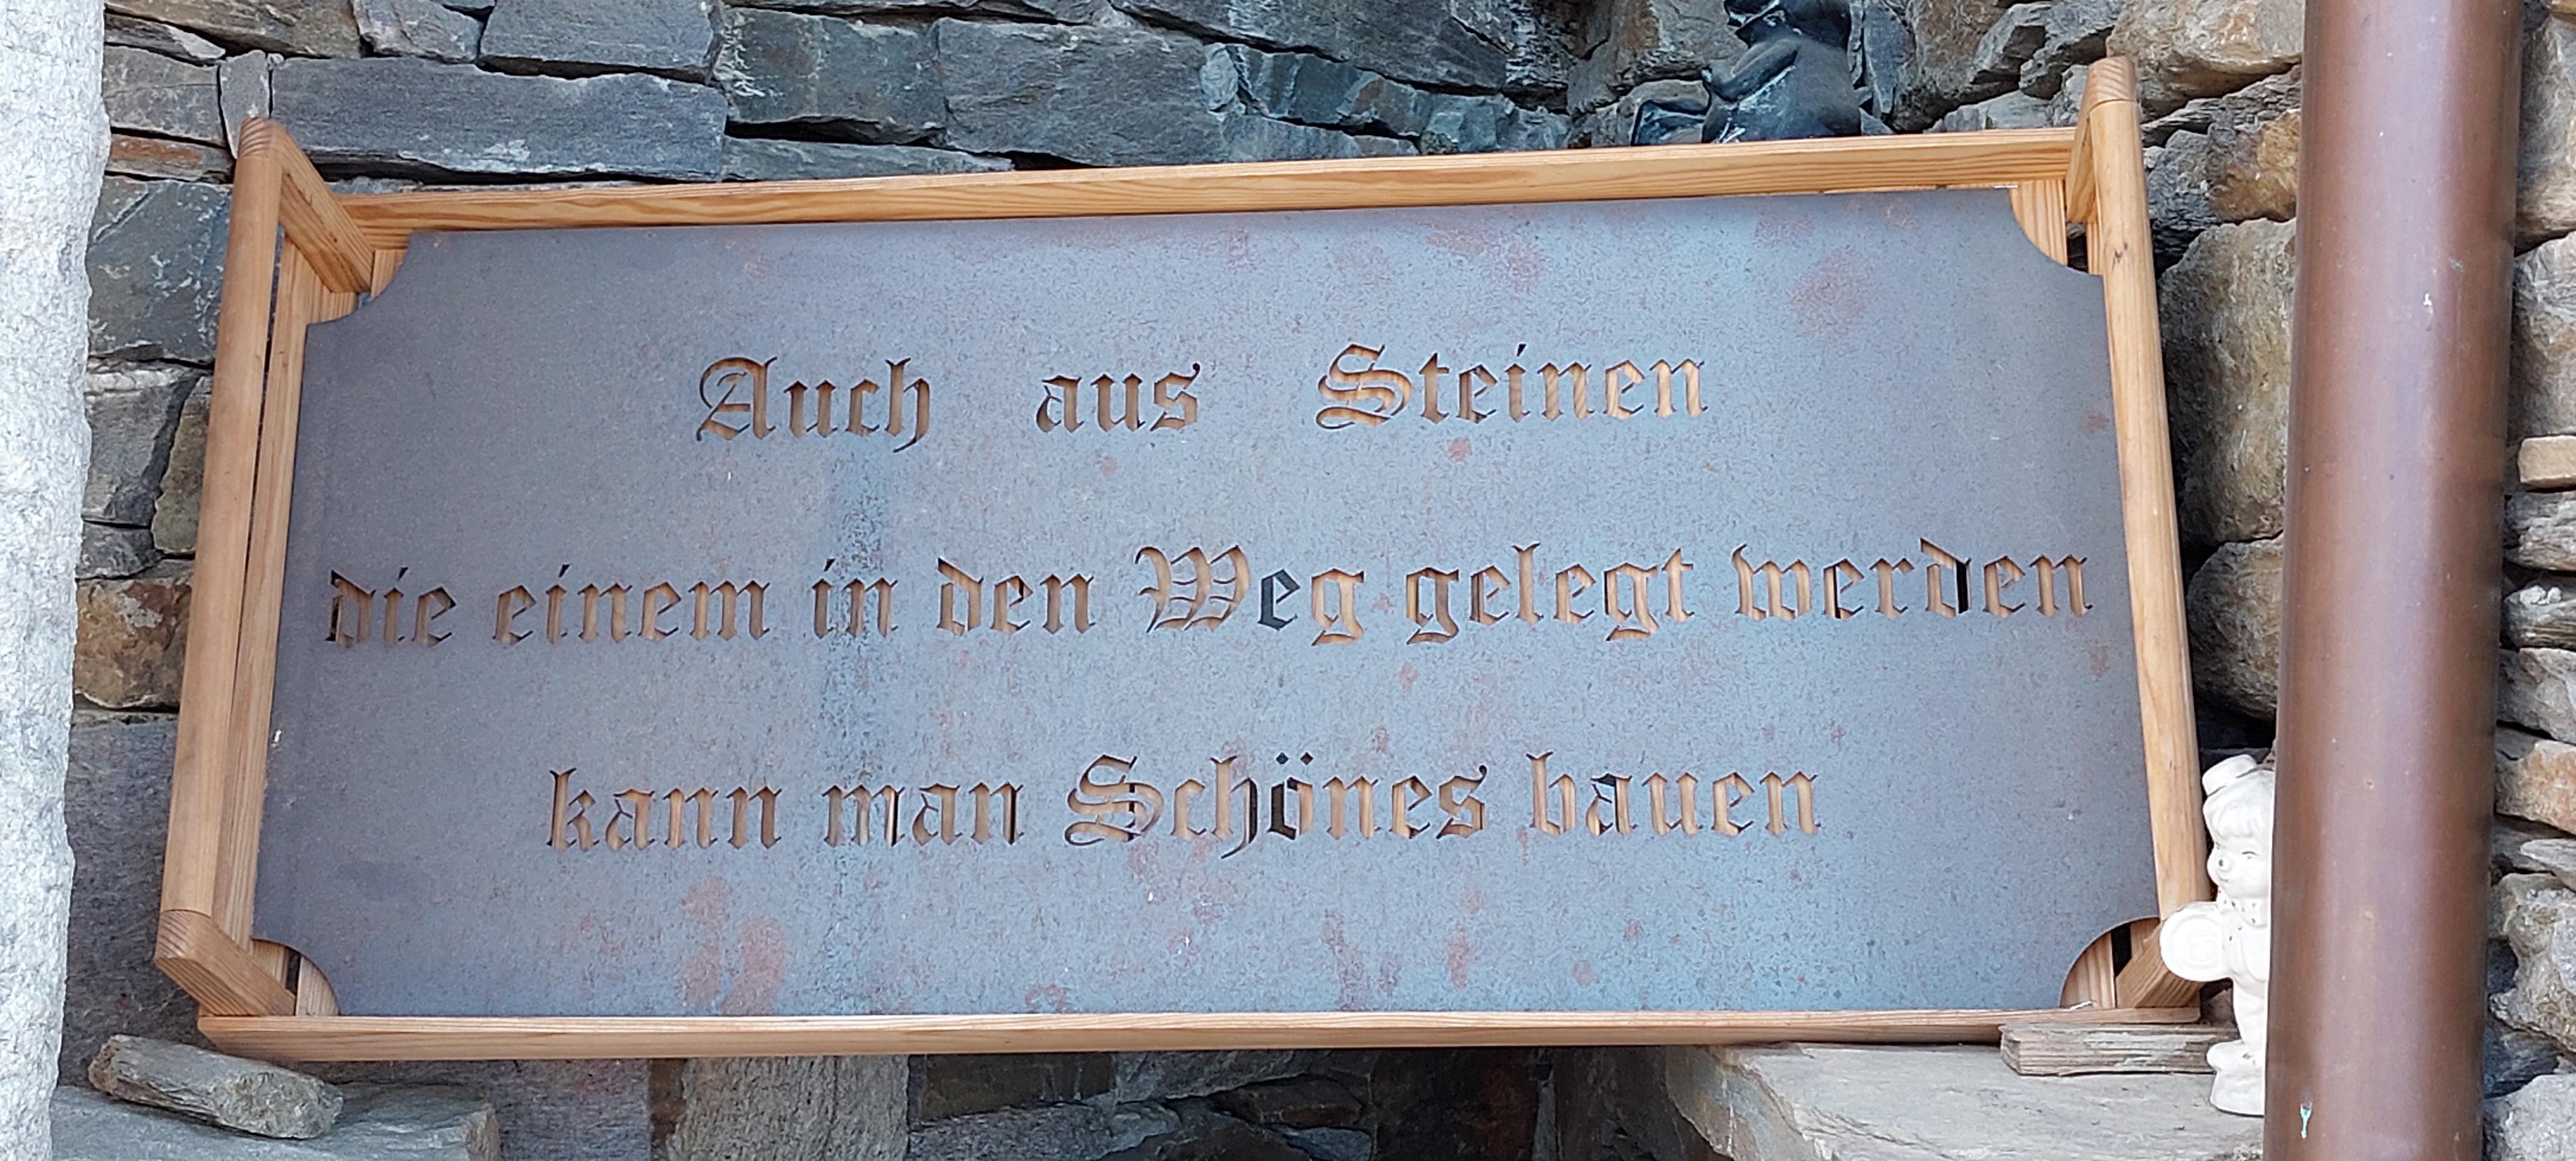 Auch aus Steinen
die einem in den Weg gelegt werden
kann man Schönes bauen